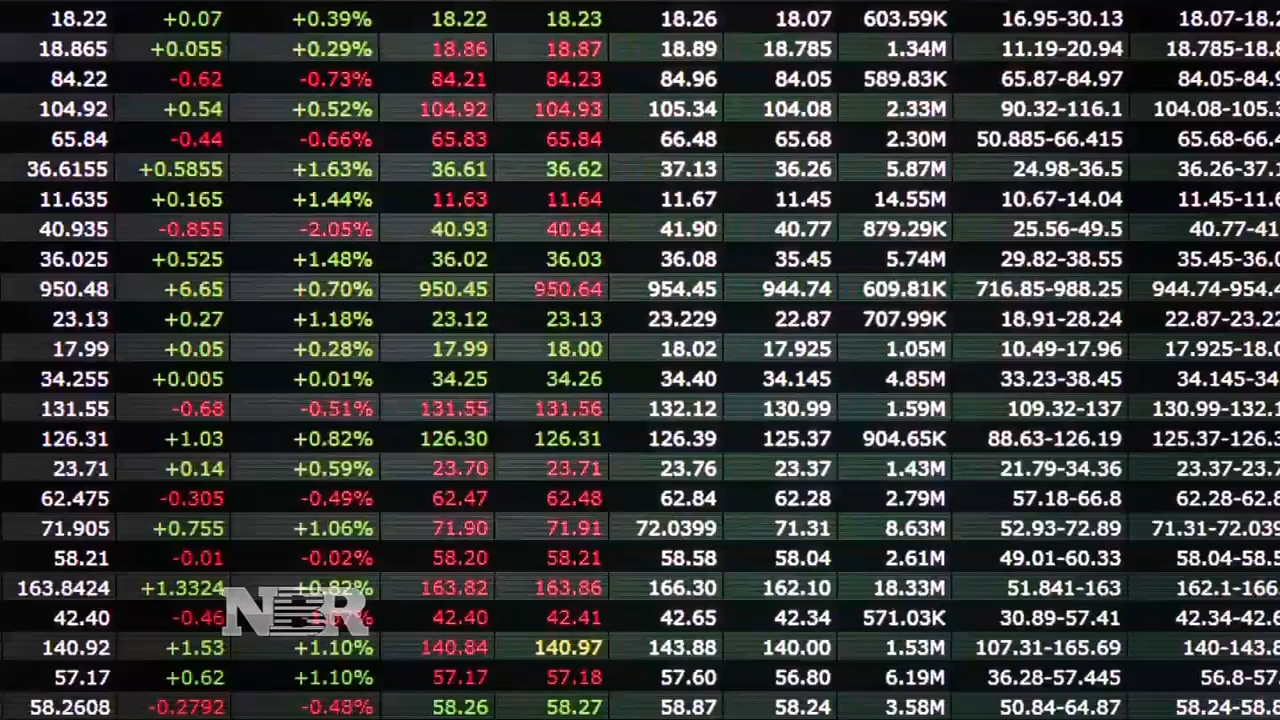 18.22 +0.07 +0.39% 18.22 18.23 18.26 18.07 603.59K 16.95-30.13 18.07-18.2
18.865 +0.055 +0.29% 18.86 18.87 18.89 18.785 1.34M 11.19-20.94 18.785-18.8
84.22 -0.62 -0.73% 84.21 84.23 84.96 84.05 589.83K 65.87-84.97 84.05-84.9
104.92 +0.54 +0.52% 104.92 104.93 105.34 104.08 2.33M 90.32-116.1 104.08-105.
65.84 -0.44 -0.66% 65.83 65.84 66.48 65.68 2.30M 50.885-66.415 65.68-66.4
36.6155 +0.5855 +1.63% 36.61 36.62 37.13 36.26 5.87M 24.98-36.5 36.26-37.1
11.635 +0.165 +1.44% 11.63 11.64 11.67 11.45 14.55M 10.67-14.04 11.45-11.6
40.935 -0.855 -2.05% 40.93 40.94 41.90 40.77 879.29K 25.56-49.5 40.77-41
36.025 +0.525 +1.48% 36.02 36.03 36.08 35.45 5.74M 29.82-38.55 35.45-36.0
950.48 +6.65 +0.70% 950.45 950.64 954.45 944.74 609.81K 716.85-988.25 944.74-954.4
23.13 +0.27 +1.18% 23.12 23.13 23.229 22.87 707.99K 18.91-28.24 22.87-23.22
17.99 +0.05 +0.28% 17.99 18.00 18.02 17.925 1.05M 10.49-17.96 17.925-18.0
34.255 +0.005 +0.01% 34.25 34.26 34.40 34.145 4.85M 33.23-38.45 34.145-34
131.55 -0.68 -0.51% 131.55 131.56 132.12 130.99 1.59M 109.32-137 130.99-132.1
126.31 +1.03 +0.82% 126.30 126.31 126.39 125.37 904.65K 88.63-126.19 125.37-126.3
23.71 +0.14 +0.59% 23.70 23.71 23.76 23.37 1.43M 21.79-34.36 23.37-23.7
62.475 -0.305 -0.49% 62.47 62.48 62.84 62.28 2.79M 57.18-66.8 62.28-62.8
71.905 +0.755 +1.06% 71.90 71.91 72.0399 71.31 8.63M 52.93-72.89 71.31-72.039
58.21 -0.01 -0.02% 58.20 58.21 58.58 58.04 2.61M 49.01-60.33 58.04-58.5
163.8424 +1.3324 +0.82% 163.82 163.86 166.30 162.10 18.33M 51.841-163 162.1-166
42.40 -0.46 42.40 42.41 42.65 42.34 571.03K 30.89-57.41 42.34-42.6
NBR
140.92 +1.53 +1.10% 140.84 140.97 143.88 140.00 1.53M 107.31-165.69 140-143.8
57.17 +0.62 +1.10% 57.17 57.18 57.60 56.80 6.19M 36.28-57.445 56.8-57
58.2608 -0.2792 -0.48% 58.26 58.27 58.87 58.24 3.58M 50.84-64.87 58.24-58.8